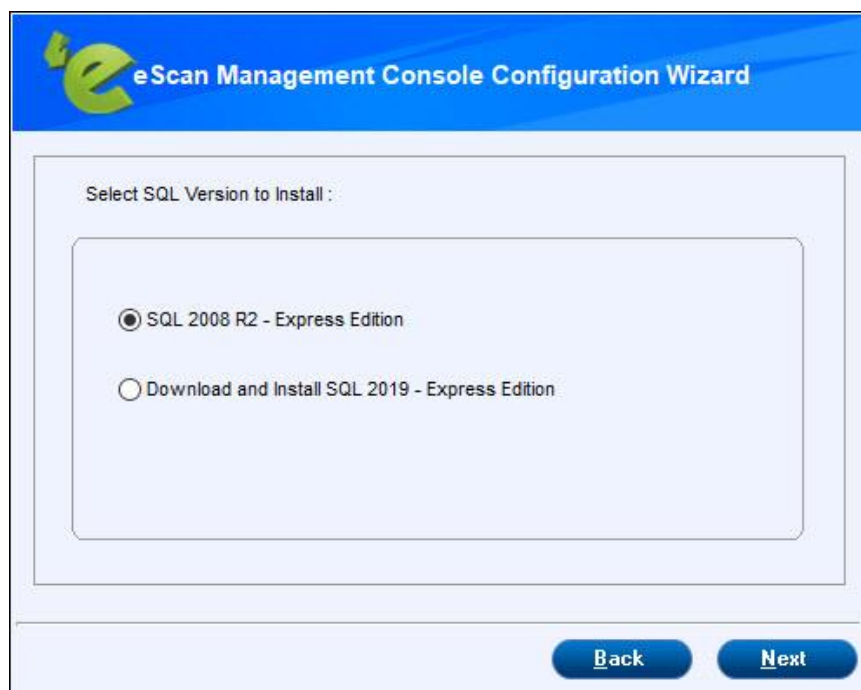 eScan Management Console Configuration Wizard
Select SQL Version to Install :
SQL 2008 R2 - Express Edition
Download and Install SQL 2019 - Express Edition
Back
Next